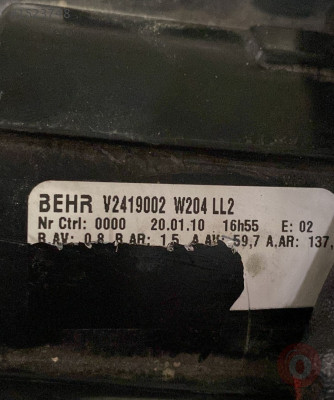 BEHR V2419002 W204 LL2
Nr Ctrl: 0000 20.01.10 16h55 E: 02
R.AV: 0,8 R.AR: 1,5 A.AV: 59,7 A.AR: 137,